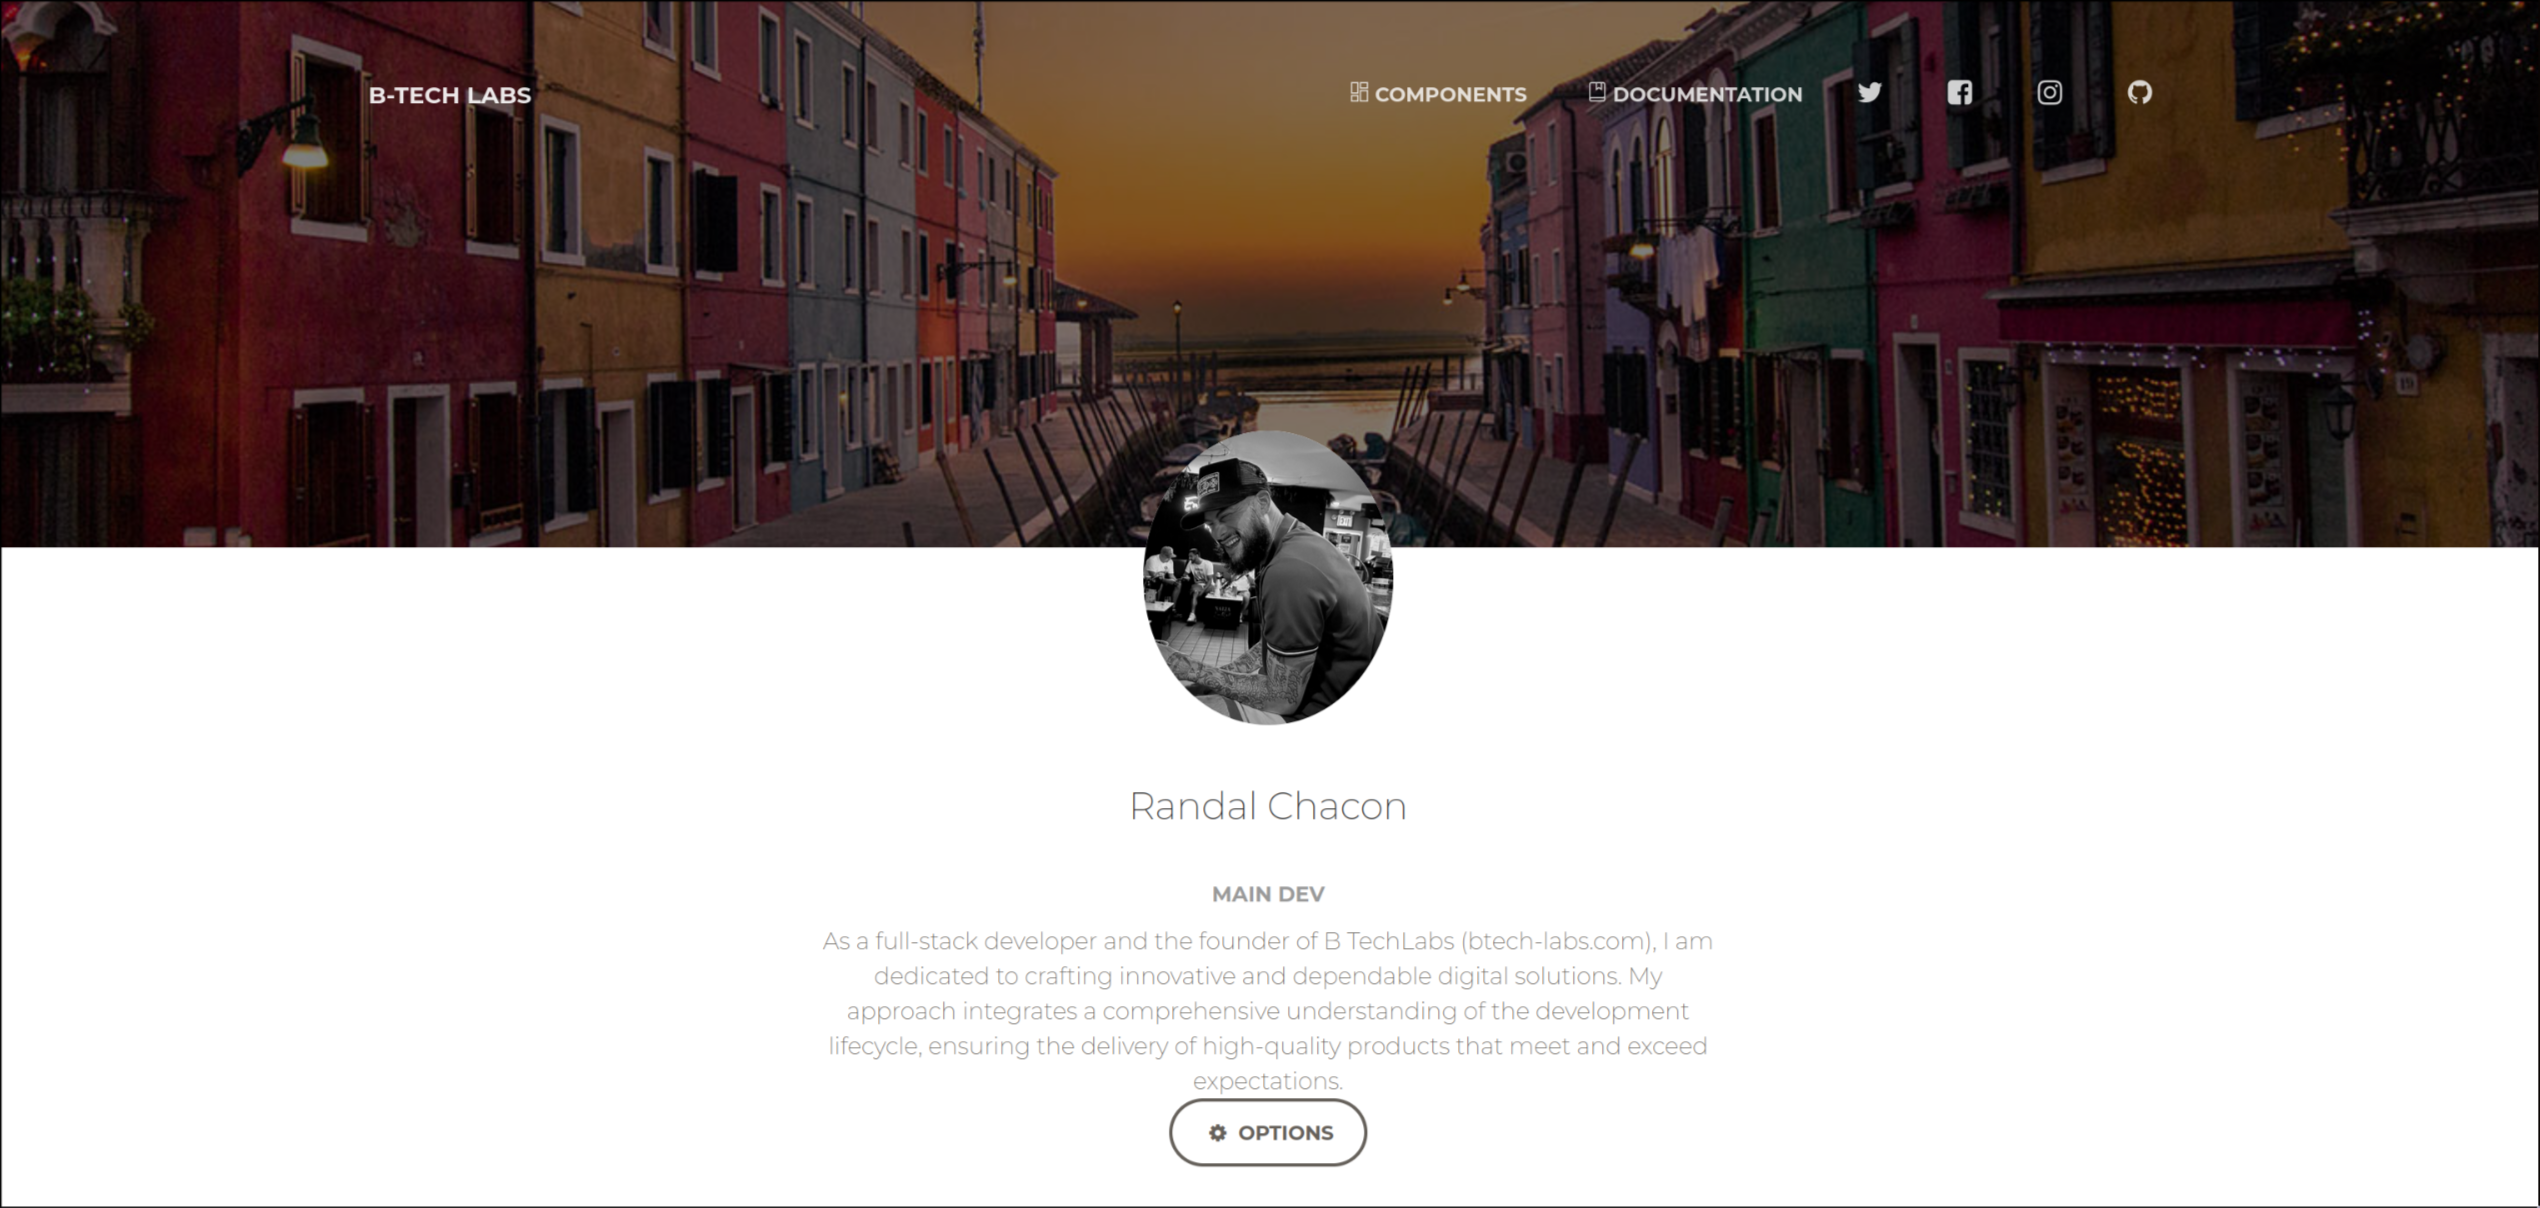 B-TECH LABS
COMPONENTS
DOCUMENTATION
19
EXIT
Randal Chacon
MAIN DEV
As a full-stack developer and the founder of B TechLabs (btech-labs.com), I am
dedicated to crafting innovative and dependable digital solutions. My
approach integrates a comprehensive understanding of the development
lifecycle, ensuring the delivery of high-quality products that meet and exceed
expectations.
OPTIONS